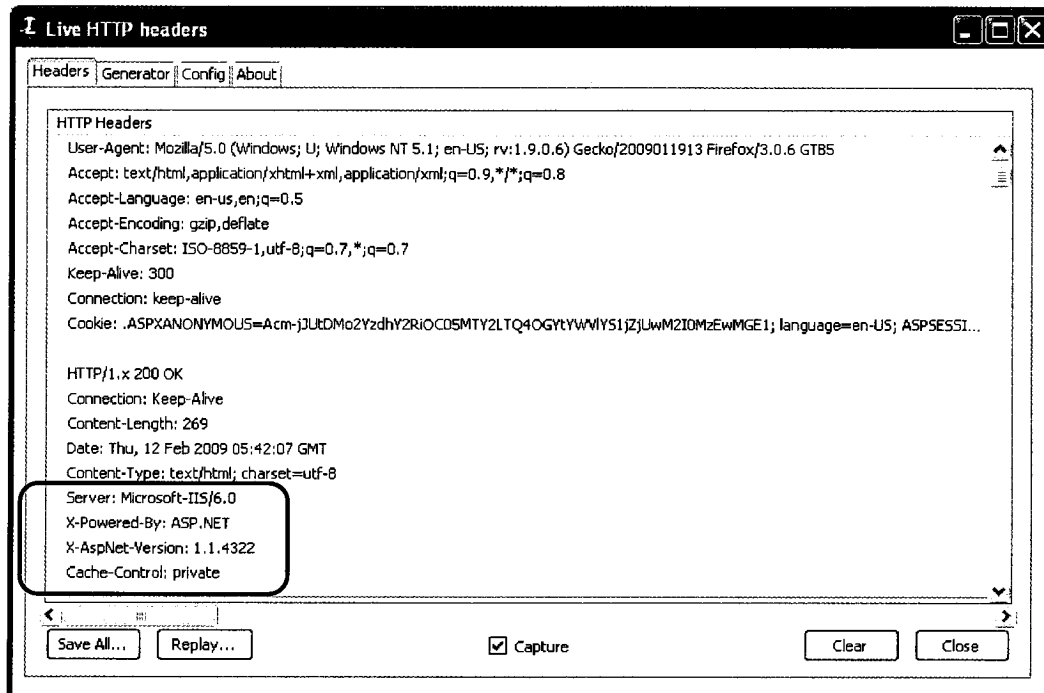 Live HTTP headers
Headers Generator Config About
HTTP Headers
User-Agent: Mozilla/5.0 (Windows; U; Windows NT 5.1; en-US; rv:1.9.0.6) Gecko/2009011913 Firefox/3.0.6 GTB5
Accept: text/html,application/xhtml+xml,application/xml;q=0.9,*/*;q=0.8
Accept-Language: en-us,en;q=0.5
Accept-Encoding: gzip,deflate
Accept-Charset: ISO-8859-1,utf-8;q=0.7,*;q=0.7
Keep-Alive: 300
Connection: keep-alive
Cookie: .ASPXANONYMOUS=Acm-jJUtDMo2YzdhY2RiOC05MTY2LTQ4OGYtYWVlYS1jZjUwM2I0MzEwMGE1; language=en-US; ASPSESSI...
HTTP/1.x 200 OK
Connection: Keep-Alive
Content-Length: 269
Date: Thu, 12 Feb 2009 05:42:07 GMT
Content-Type: text/html; charset=utf-8
Server: Microsoft-IIS/6.0
X-Powered-By: ASP.NET
X-AspNet-Version: 1.1.4322
Cache-Control: private
Save All... Replay... Capture Clear Close